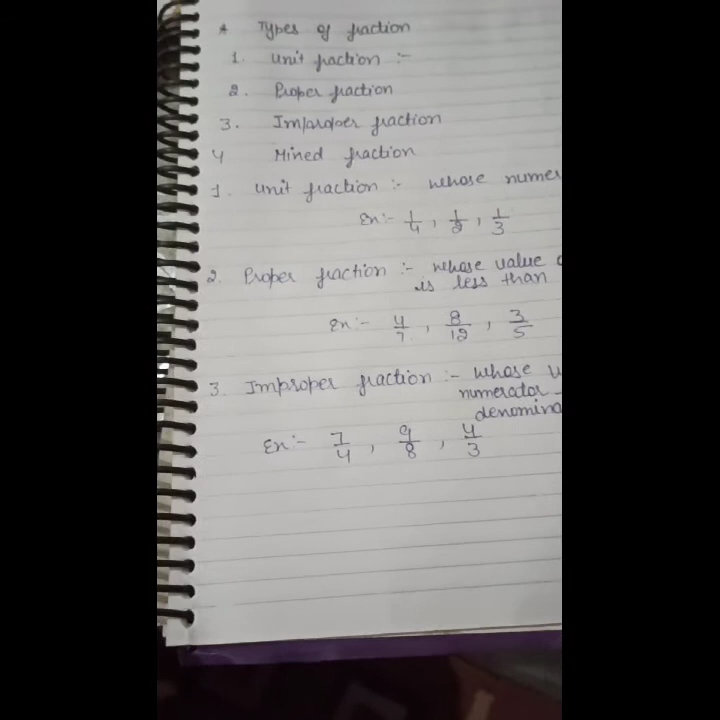 * Types of fraction
1. Unit fraction :-
2. Proper fraction
3. Improper fraction
4 Mixed fraction
1. Unit fraction :- whose numer
Ex:- 1/4, 1/2, 1/3
2. Proper fraction :- whose value
is less than
Ex:- 4/7, 8/12, 3/5
3. Improper fraction :- whose
numerator
denomina
Ex:- 7/4, 9/8, 4/3